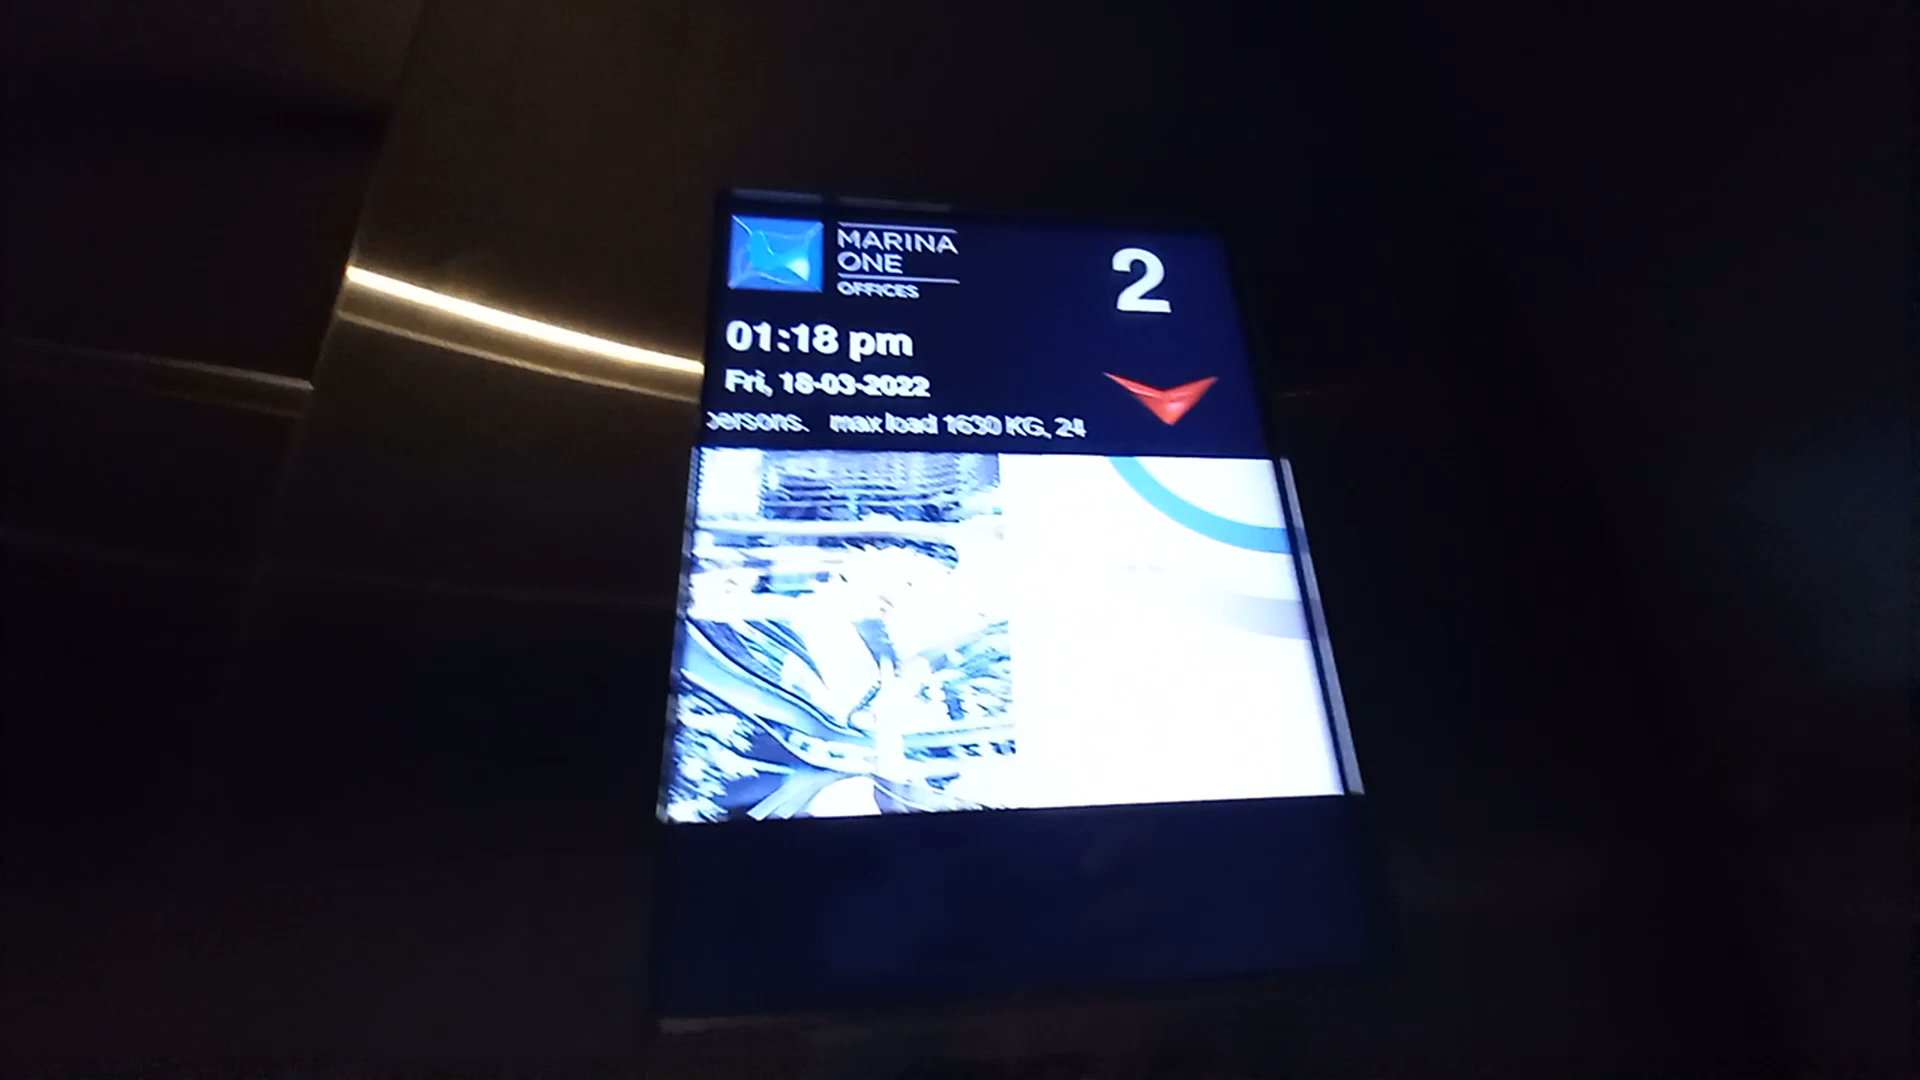 MARINA
ONE
OFFICES
2
01:18 pm
Fri, 18-03-2022
persons. max load 1630 KG, 24